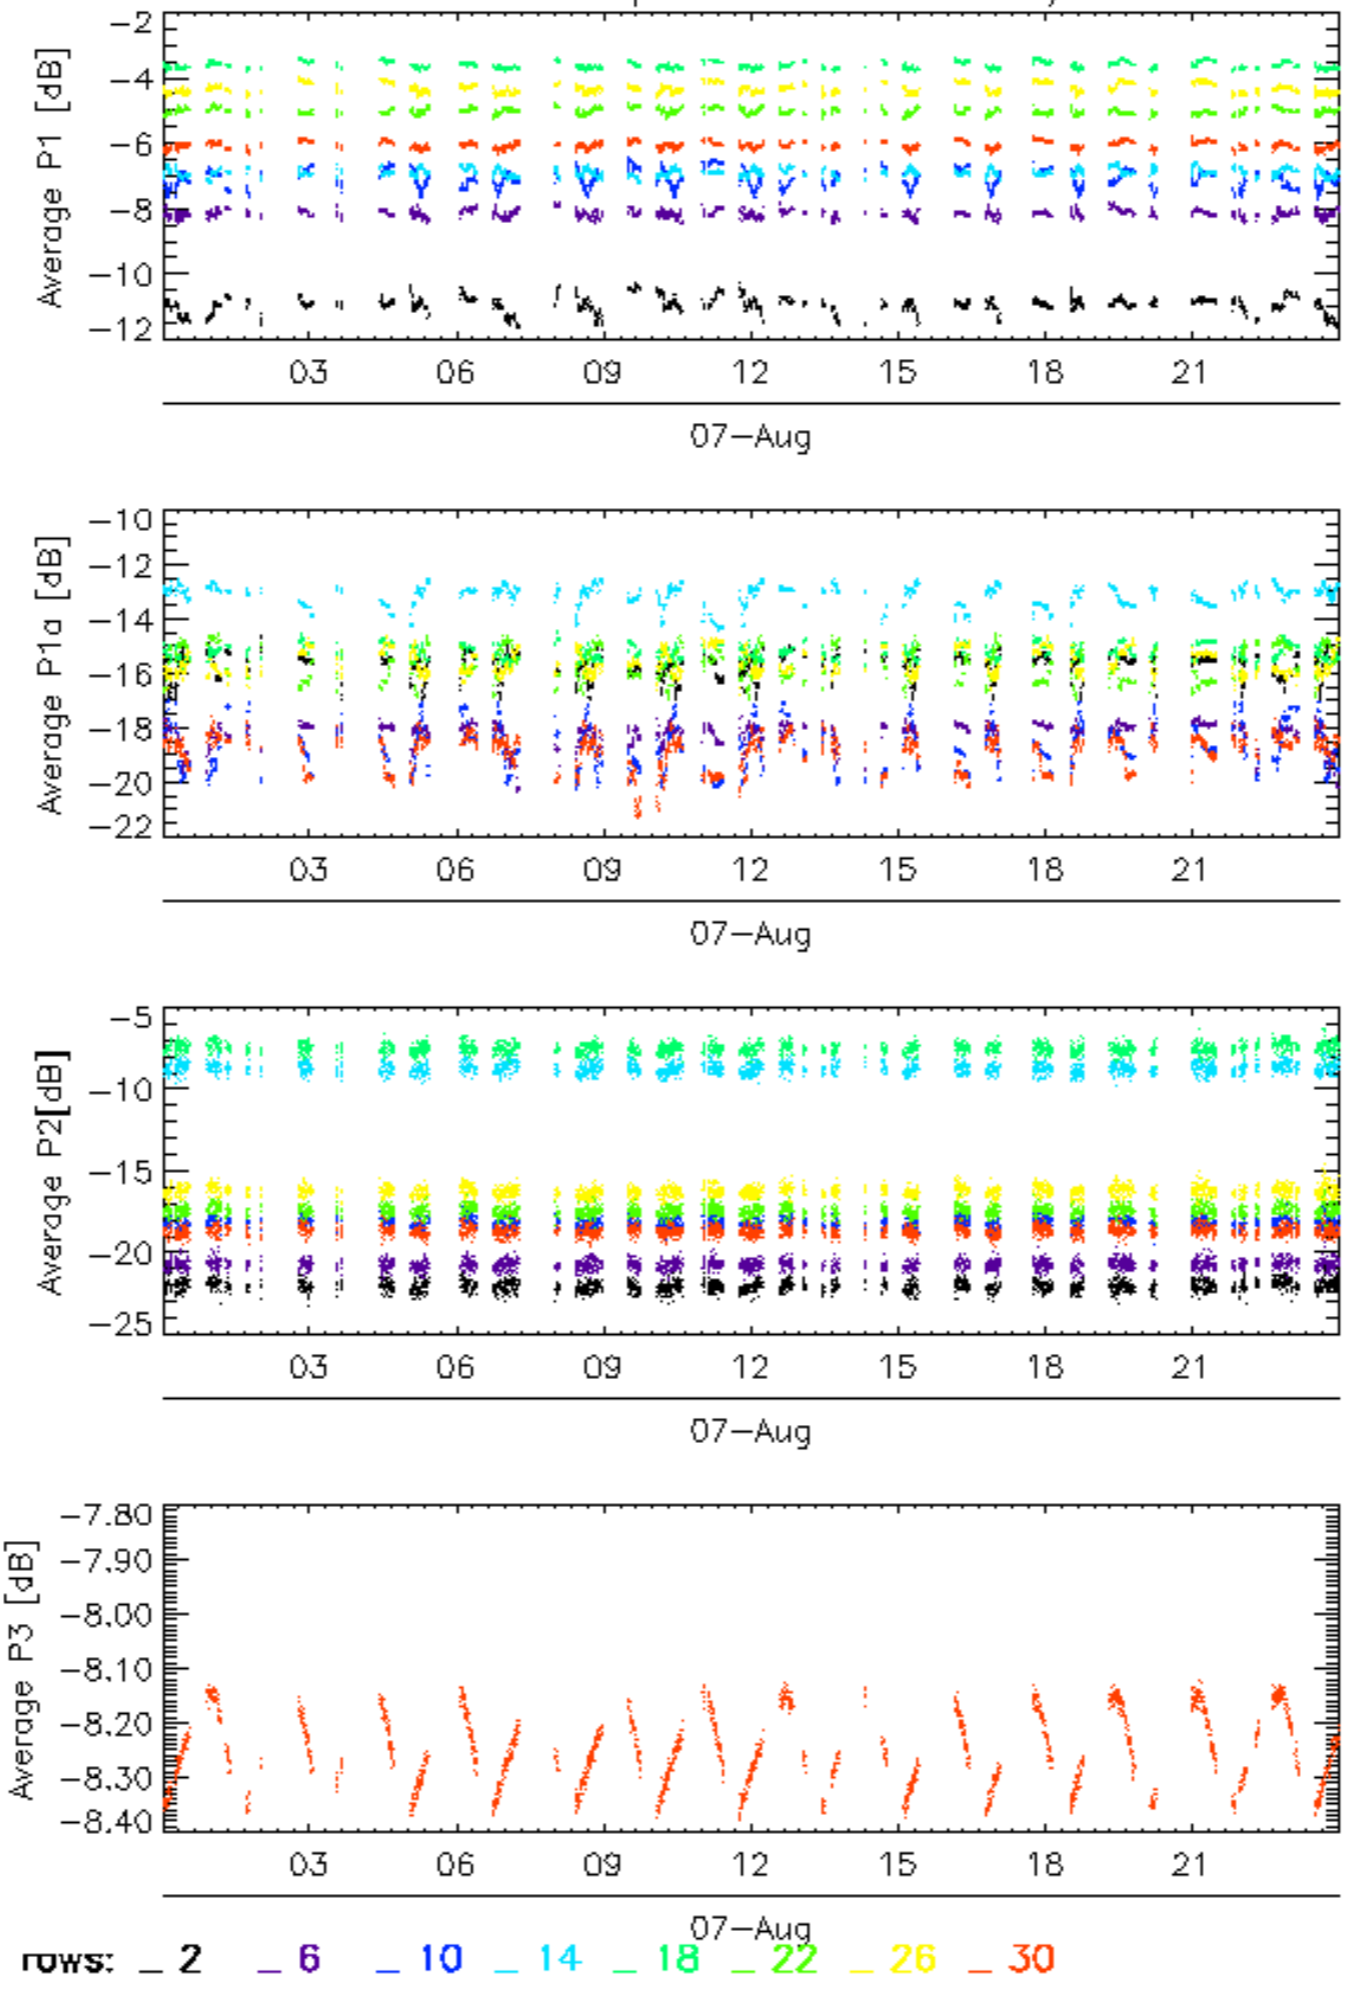 −2
−4
−6
−8
−10
−12
Average P1 [dB]
03 06 09 12 15 18 21
07−Aug
−10
−12
−14
−16
−18
−20
−22
Average P1a [dB]
03 06 09 12 15 18 21
07−Aug
−5
−10
−15
−20
−25
Average P2[dB]
03 06 09 12 15 18 21
07−Aug
−7.80
−7.90
−8.00
−8.10
−8.20
−8.30
−8.40
Average P3 [dB]
03 06 09 12 15 18 21
07−Aug
rows: _ 2 _ 6 _ 10 _ 14 _ 18 _ 22 _ 26 _ 30